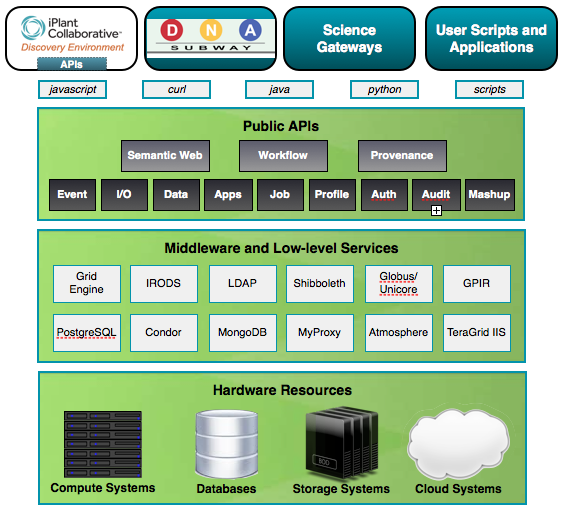 iPlant
Collaborative™
Discovery Environment
APIs
D N A
SUBWAY
Science
Gateways
User Scripts and
Applications
javascript
curl
java
python
scripts
Public APIs
Semantic Web
Workflow
Provenance
Event
I/O
Data
Apps
Job
Profile
Auth
Audit
Mashup
Middleware and Low-level Services
Grid
Engine
IRODS
LDAP
Shibboleth
Globus/
Unicore
GPIR
PostgreSQL
Condor
MongoDB
MyProxy
Atmosphere
TeraGrid IIS
Hardware Resources
BOD
Compute Systems
Databases
Storage Systems
Cloud Systems